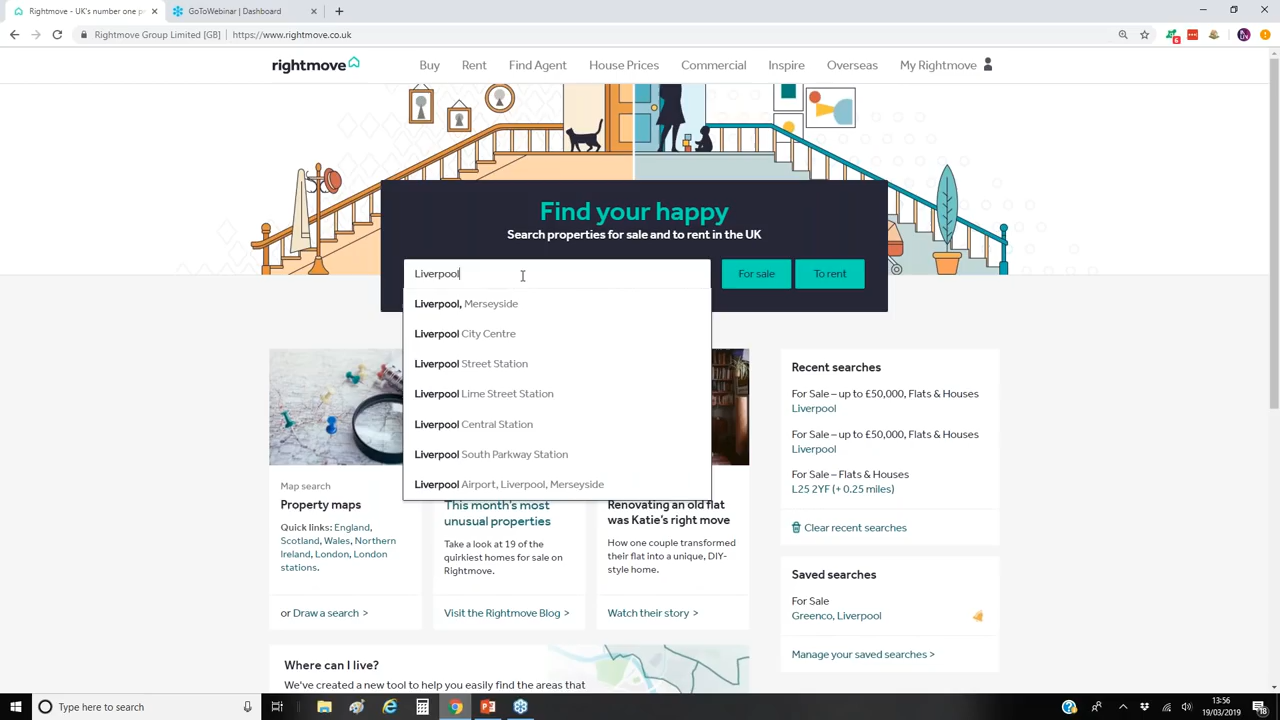 Rightmove - UK's number one p
GoToWebinar | Dashboard
Rightmove Group Limited [GB] | https://www.rightmove.co.uk
6
rightmove
Buy
Rent
Find Agent
House Prices
Commercial
Inspire
Overseas
My Rightmove
Find your happy
Search properties for sale and to rent in the UK
Liverpool
For sale
To rent
Liverpool, Merseyside
Liverpool City Centre
Liverpool Street Station
Liverpool Lime Street Station
Liverpool Central Station
Liverpool South Parkway Station
Liverpool Airport, Liverpool, Merseyside
Map search
Property maps
Quick links: England,
Scotland, Wales, Northern
Ireland, London, London
stations.
or Draw a search >
This month's most
unusual properties
Take a look at 19 of the
quirkiest homes for sale on
Rightmove.
Visit the Rightmove Blog >
Renovating an old flat
was Katie's right move
How one couple transformed
their flat into a unique, DIY-
style home.
Watch their story >
Recent searches
For Sale – up to £50,000, Flats & Houses
Liverpool
For Sale – up to £50,000, Flats & Houses
Liverpool
For Sale – Flats & Houses
L25 2YF (+ 0.25 miles)
Clear recent searches
Saved searches
For Sale
Greenco, Liverpool
Manage your saved searches >
Where can I live?
We've created a new tool to help you easily find the areas that
Type here to search
13:56
19/03/2019
18